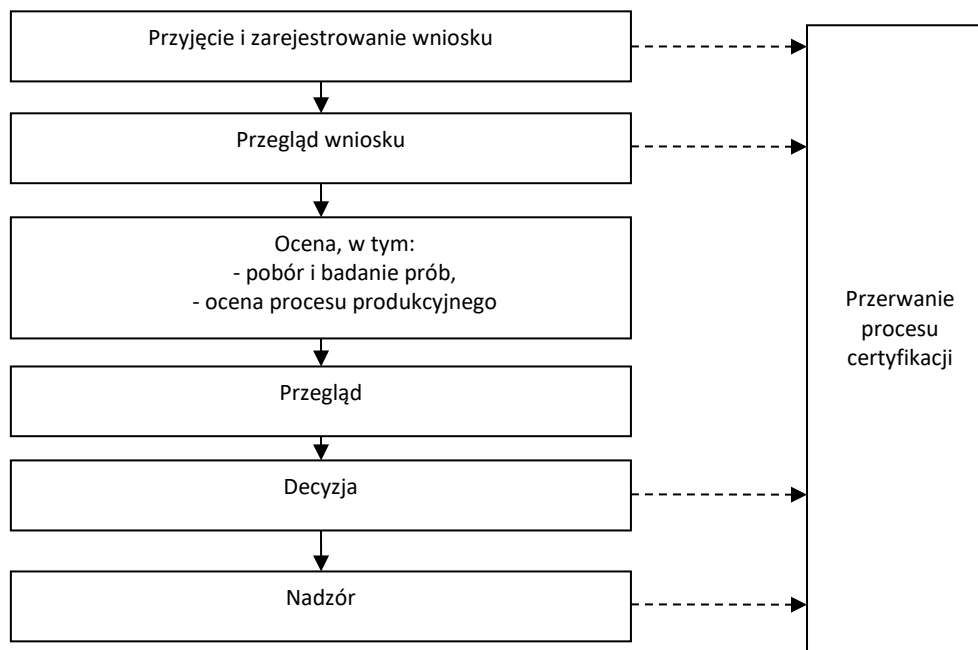 Przyjęcie i zarejestrowanie wniosku
Przegląd wniosku
Ocena, w tym:
- pobór i badanie prób,
- ocena procesu produkcyjnego
Przegląd
Decyzja
Nadzór
Przerwanie
procesu
certyfikacji